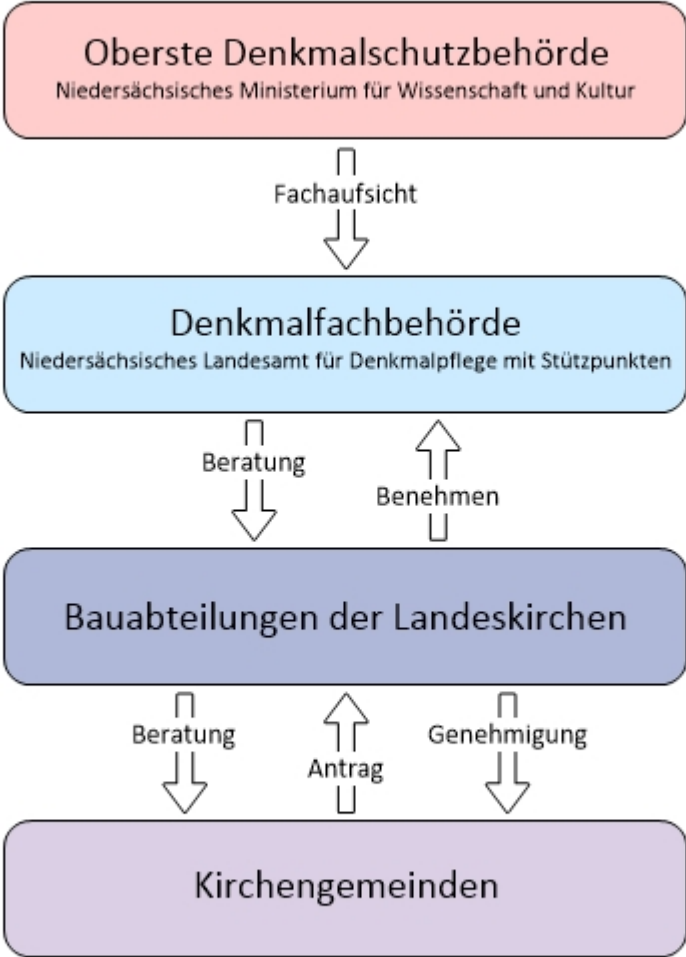 Oberste Denkmalschutzbehörde
Niedersächsisches Ministerium für Wissenschaft und Kultur
Fachaufsicht
Denkmalfachbehörde
Niedersächsisches Landesamt für Denkmalpflege mit Stützpunkten
Beratung
Benehmen
Bauabteilungen der Landeskirchen
Beratung
Antrag
Genehmigung
Kirchengemeinden